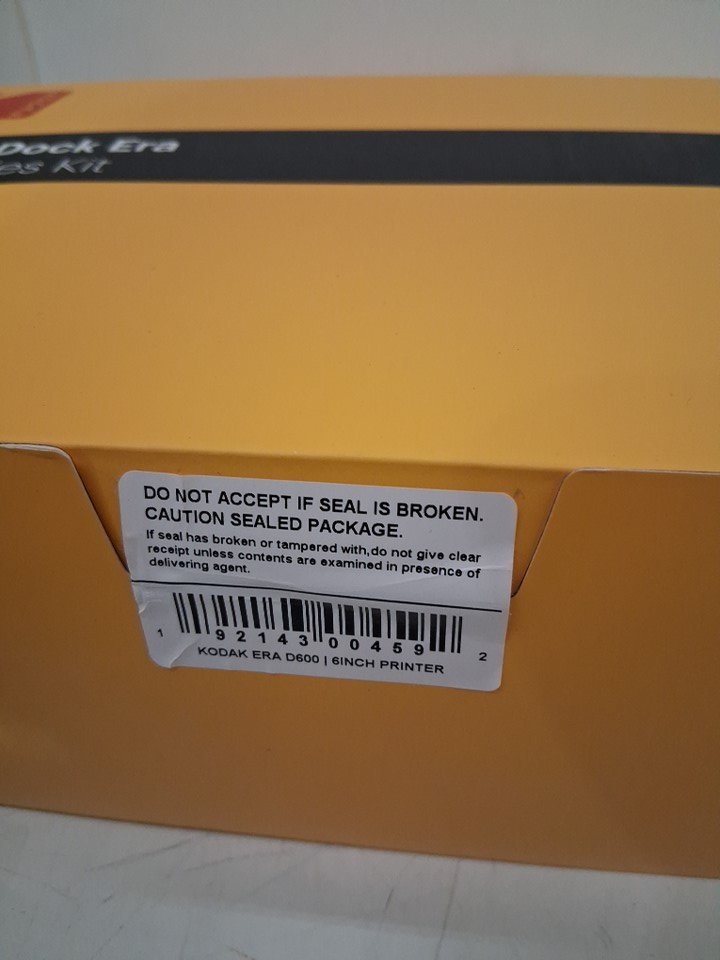 Dock Era
es Kit
DO NOT ACCEPT IF SEAL IS BROKEN.
CAUTION SEALED PACKAGE.
If seal has broken or tampered with,do not give clear
receipt unless contents are examined in presence of
delivering agent.
1 92143 00459 2
KODAK ERA D600 | 6INCH PRINTER